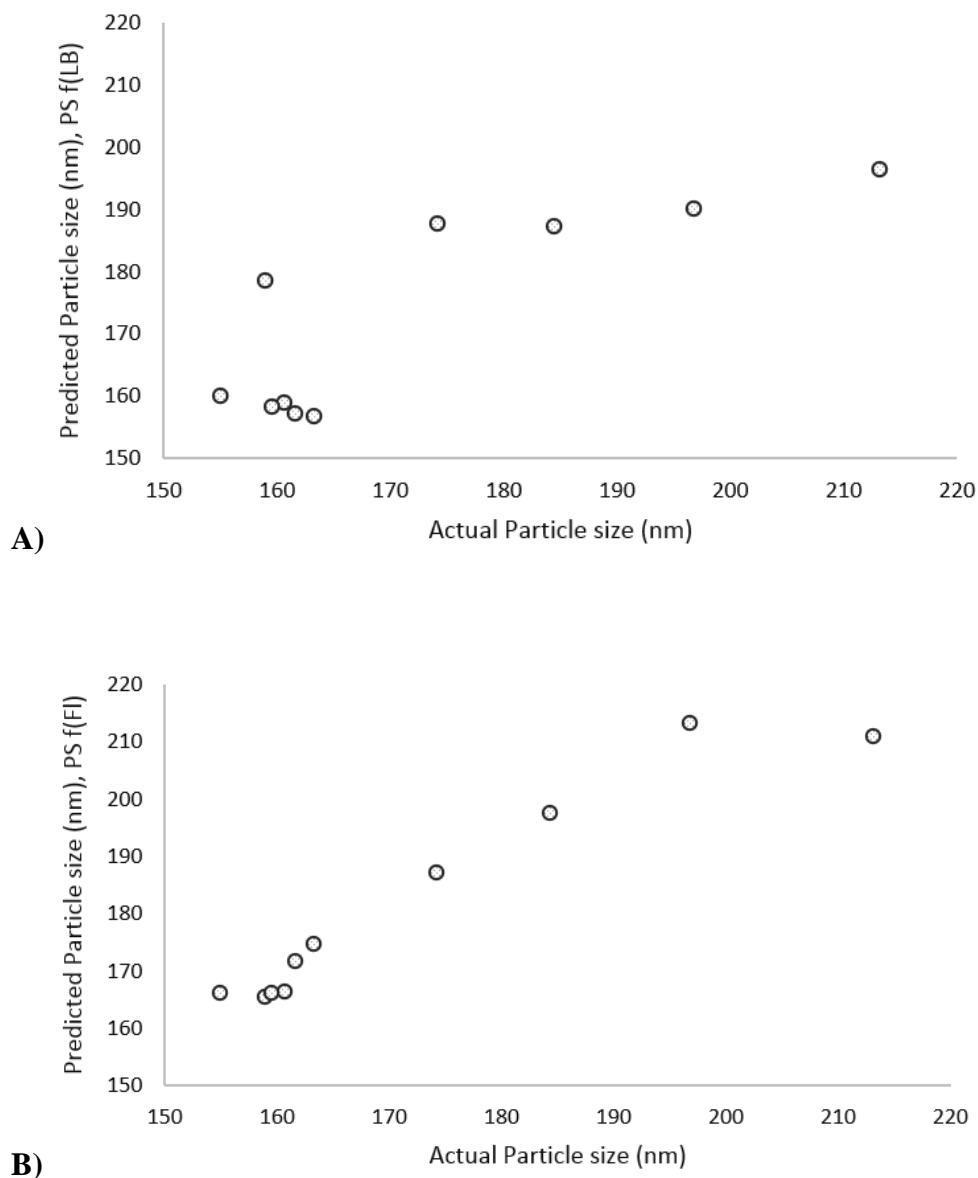 Predicted Particle size (nm), PS f(LB)
220
210
200
190
180
170
160
150
150 160 170 180 190 200 210 220
Actual Particle size (nm)
A)
Predicted Particle size (nm), PS f(FI)
220
210
200
190
180
170
160
150
150 160 170 180 190 200 210 220
Actual Particle size (nm)
B)